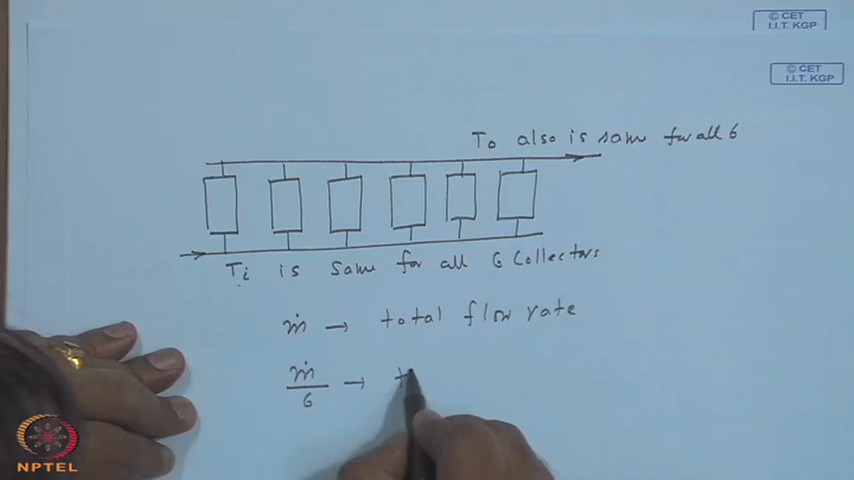 © CET
I.I.T. KGP
© CET
I.I.T. KGP
To also is same for all 6
Ti is same for all 6 Collectors
ṁ → total flow rate
ṁ/6 → t
NPTEL